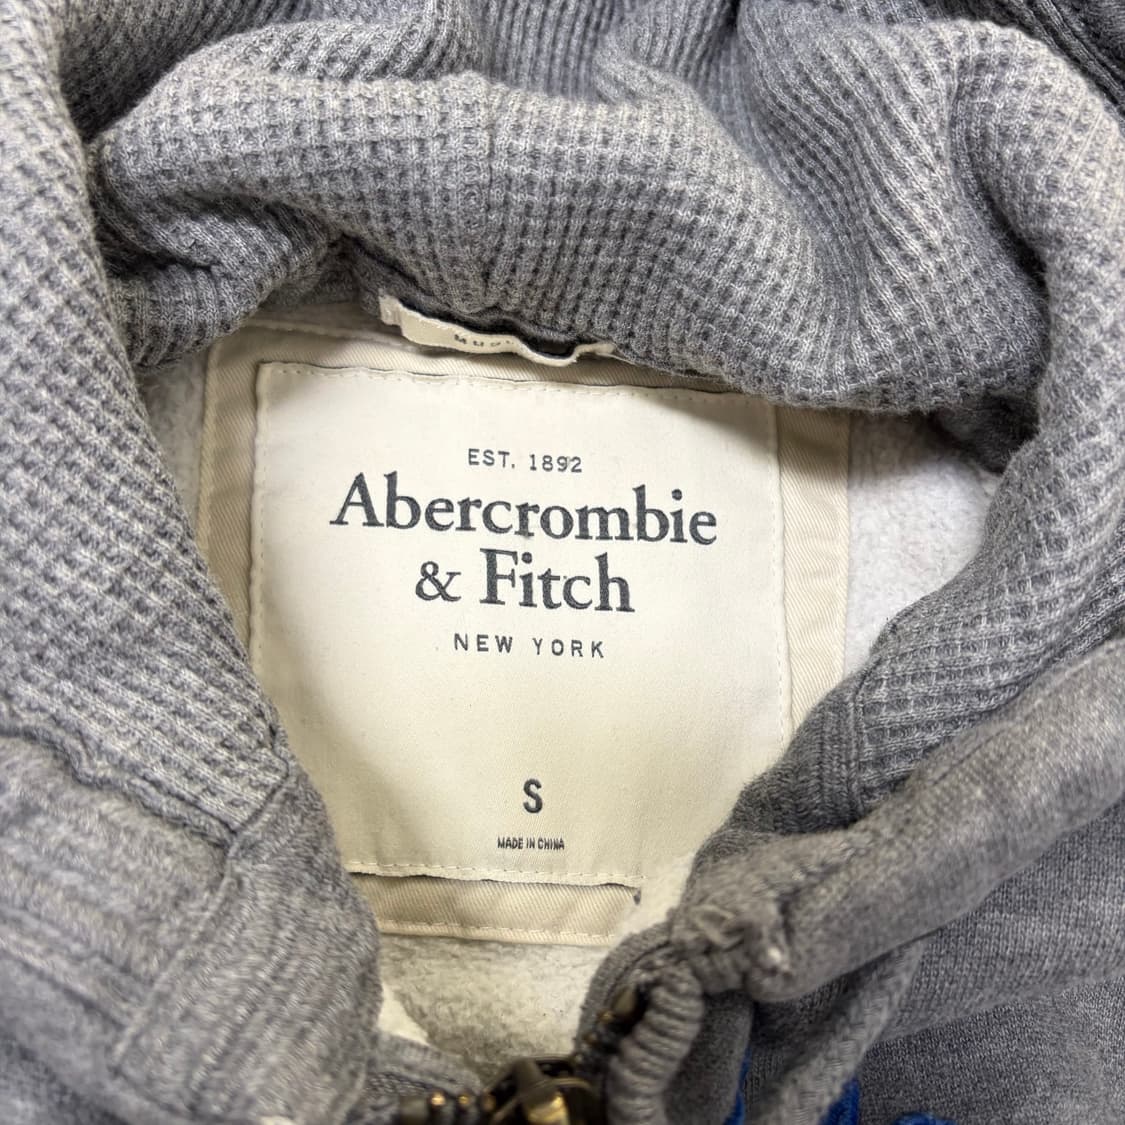 EST. 1892
Abercrombie
& Fitch
NEW YORK
S
MADE IN CHINA